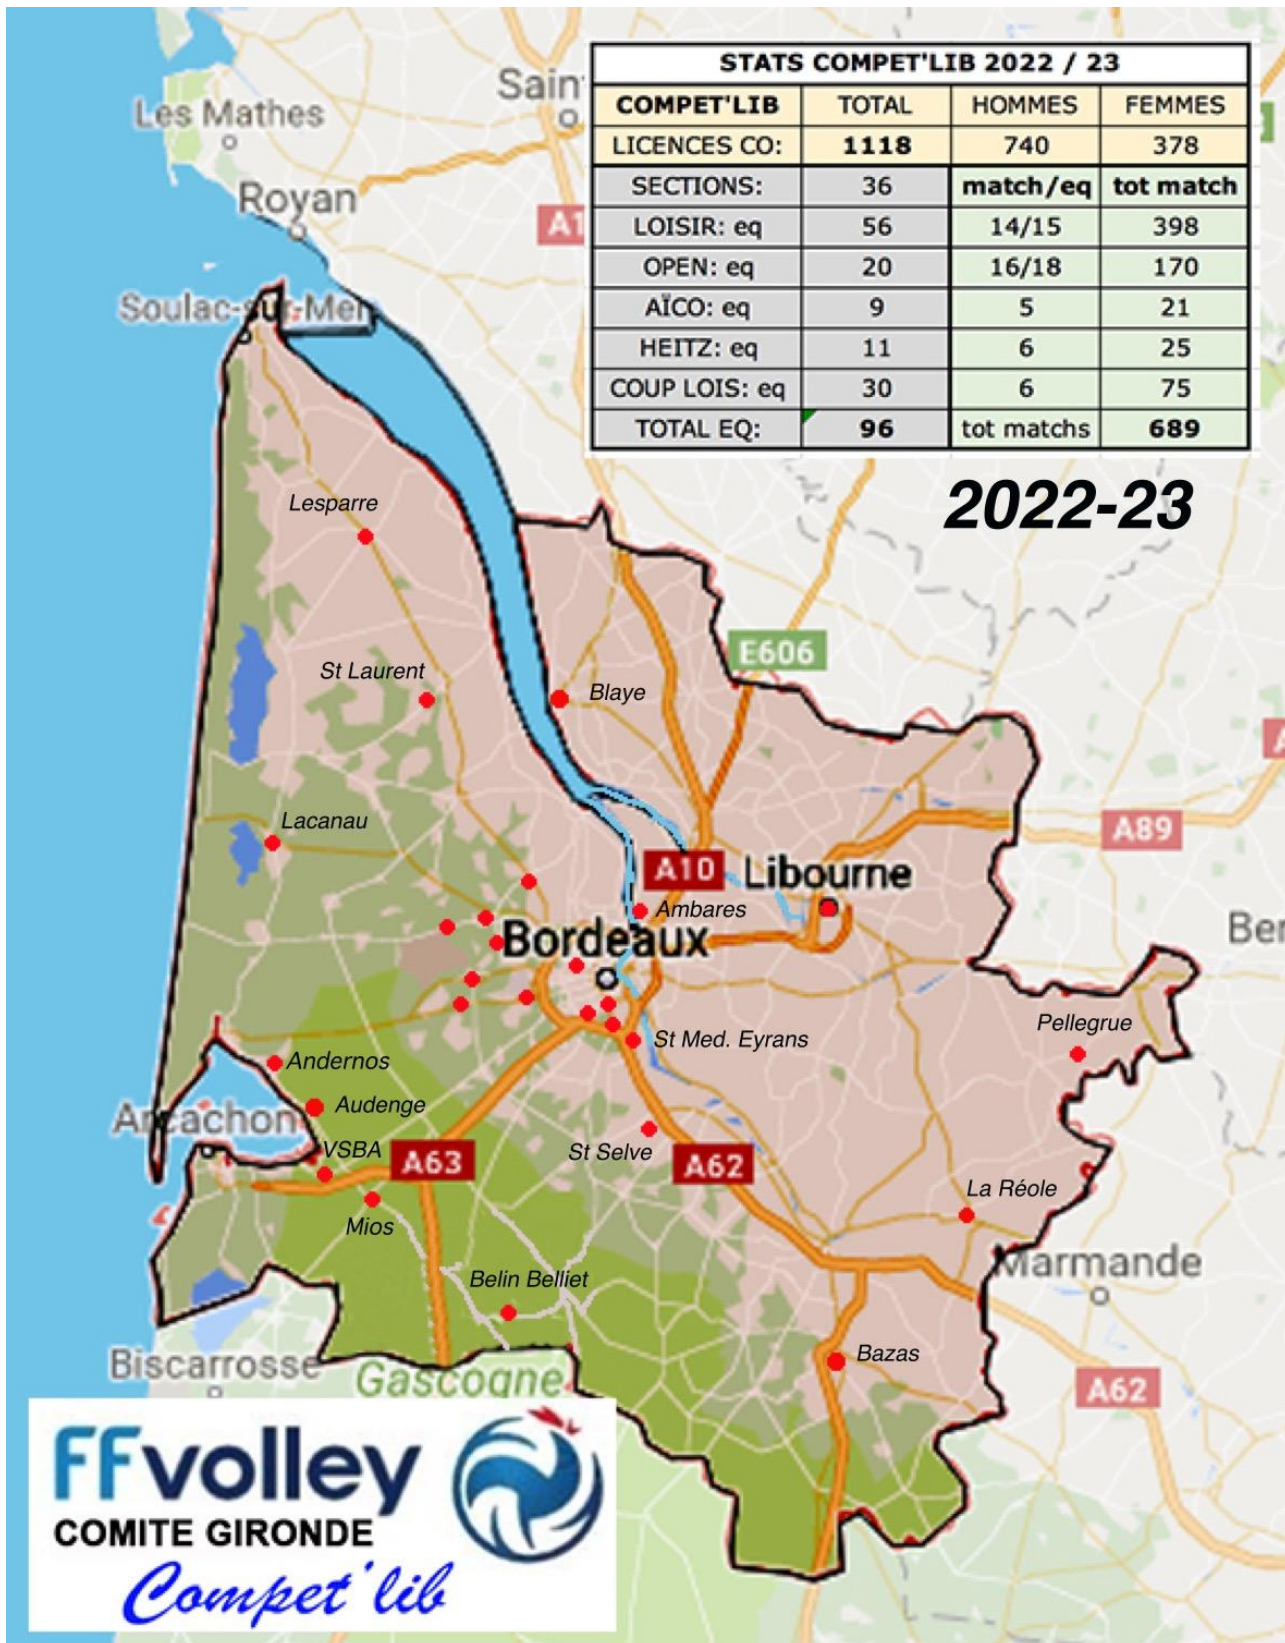 STATS COMPET'LIB 2022 / 23
COMPET'LIB TOTAL HOMMES FEMMES
LICENCES CO: 1118 740 378
SECTIONS: 36 match/eq tot match
LOISIR: eq 56 14/15 398
OPEN: eq 20 16/18 170
AÏCO: eq 9 5 21
HEITZ: eq 11 6 25
COUP LOIS: eq 30 6 75
TOTAL EQ: 96 tot matchs 689
2022-23
Les Mathes
Royan
Soulac-sur-Mer
Lesparre
E606
St Laurent
Blaye
Lacanau
A89
A10
Libourne
Ambares
Bordeaux
Pellegrue
St Med. Eyrans
Andernos
Audenge
Arcachon
VSBA
A63
St Selve
A62
La Réole
Mios
Marmande
Belin Belliet
Bazas
Biscarrosse
Gascogne
A62
FFvolley
COMITE GIRONDE
Compet'lib